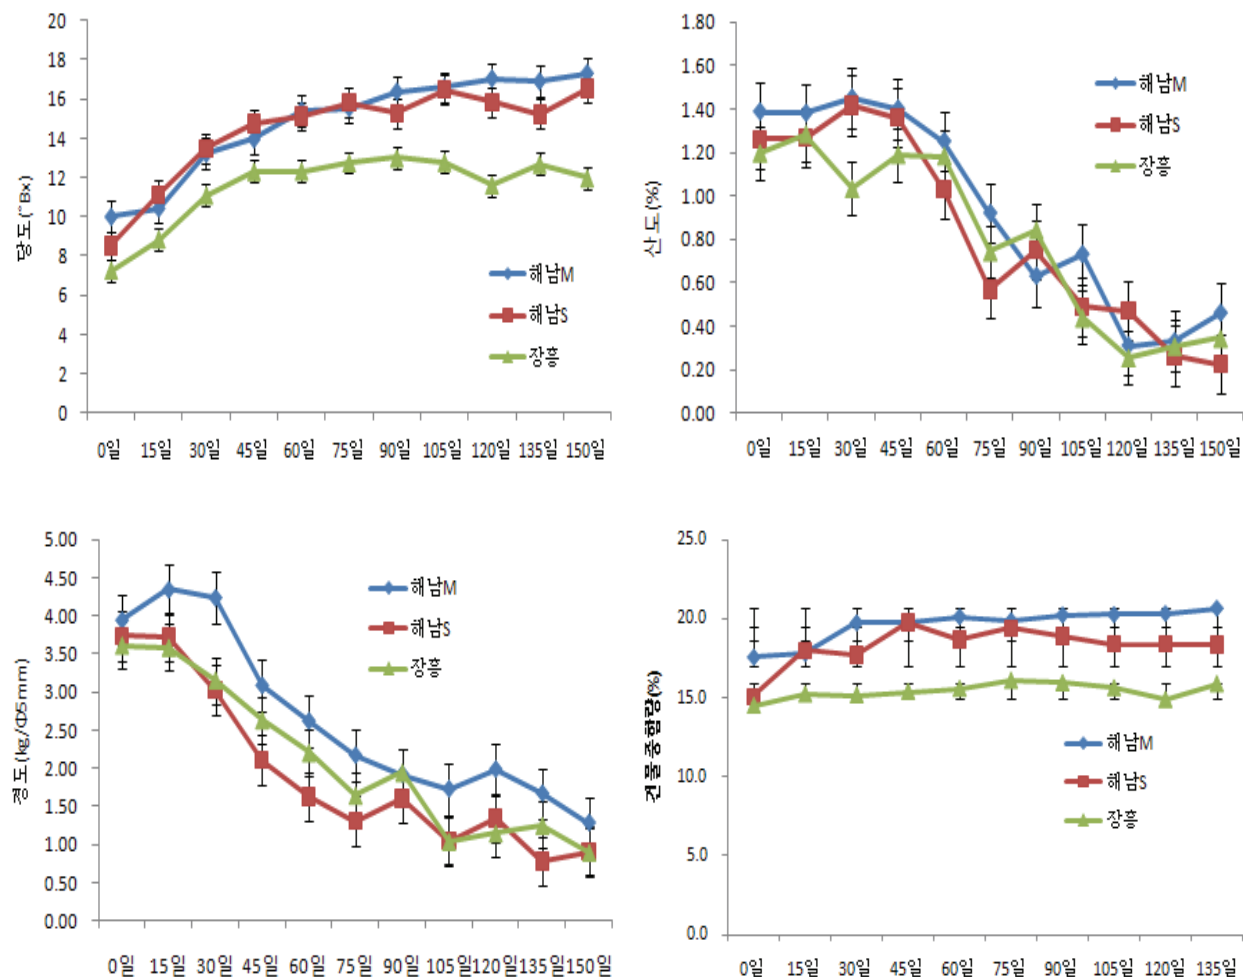 20
18
16
14
12
10
8
6
4
2
0
당도(°Bx)
해남M
해남S
장흥
0일 15일 30일 45일 60일 75일 90일 105일 120일 135일 150일
1.80
1.60
1.40
1.20
1.00
0.80
0.60
0.40
0.20
0.00
산도(%)
해남M
해남S
장흥
0일 15일 30일 45일 60일 75일 90일 105일 120일 135일 150일
5.00
4.50
4.00
3.50
3.00
2.50
2.00
1.50
1.00
0.50
0.00
경도(kg/Φ5mm)
해남M
해남S
장흥
0일 15일 30일 45일 60일 75일 90일 105일 120일 135일 150일
25.0
20.0
15.0
10.0
5.0
0.0
건물중함량(%)
해남M
해남S
장흥
0일 15일 30일 45일 60일 75일 90일 105일 120일 135일